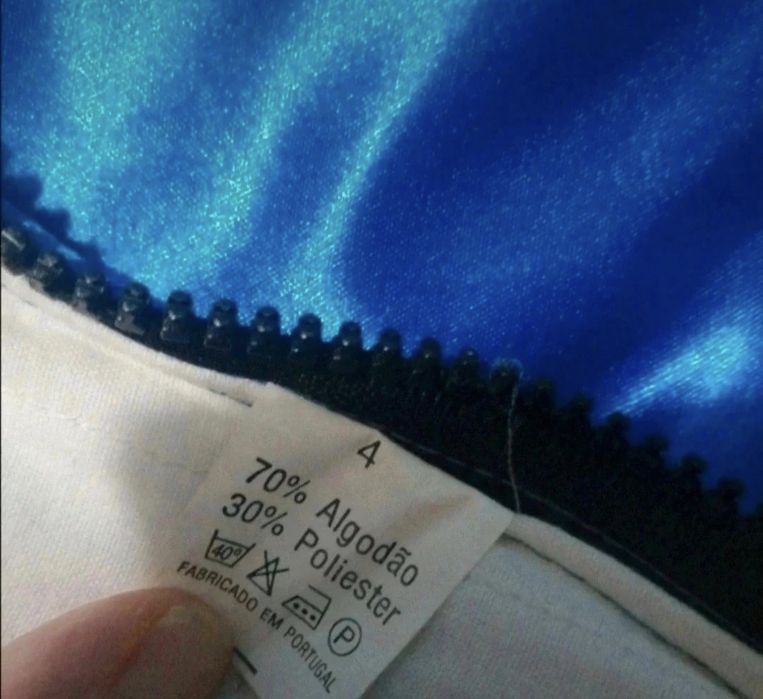 4
70% Algodão
30% Poliester
40° P
FABRICADO EM PORTUGAL